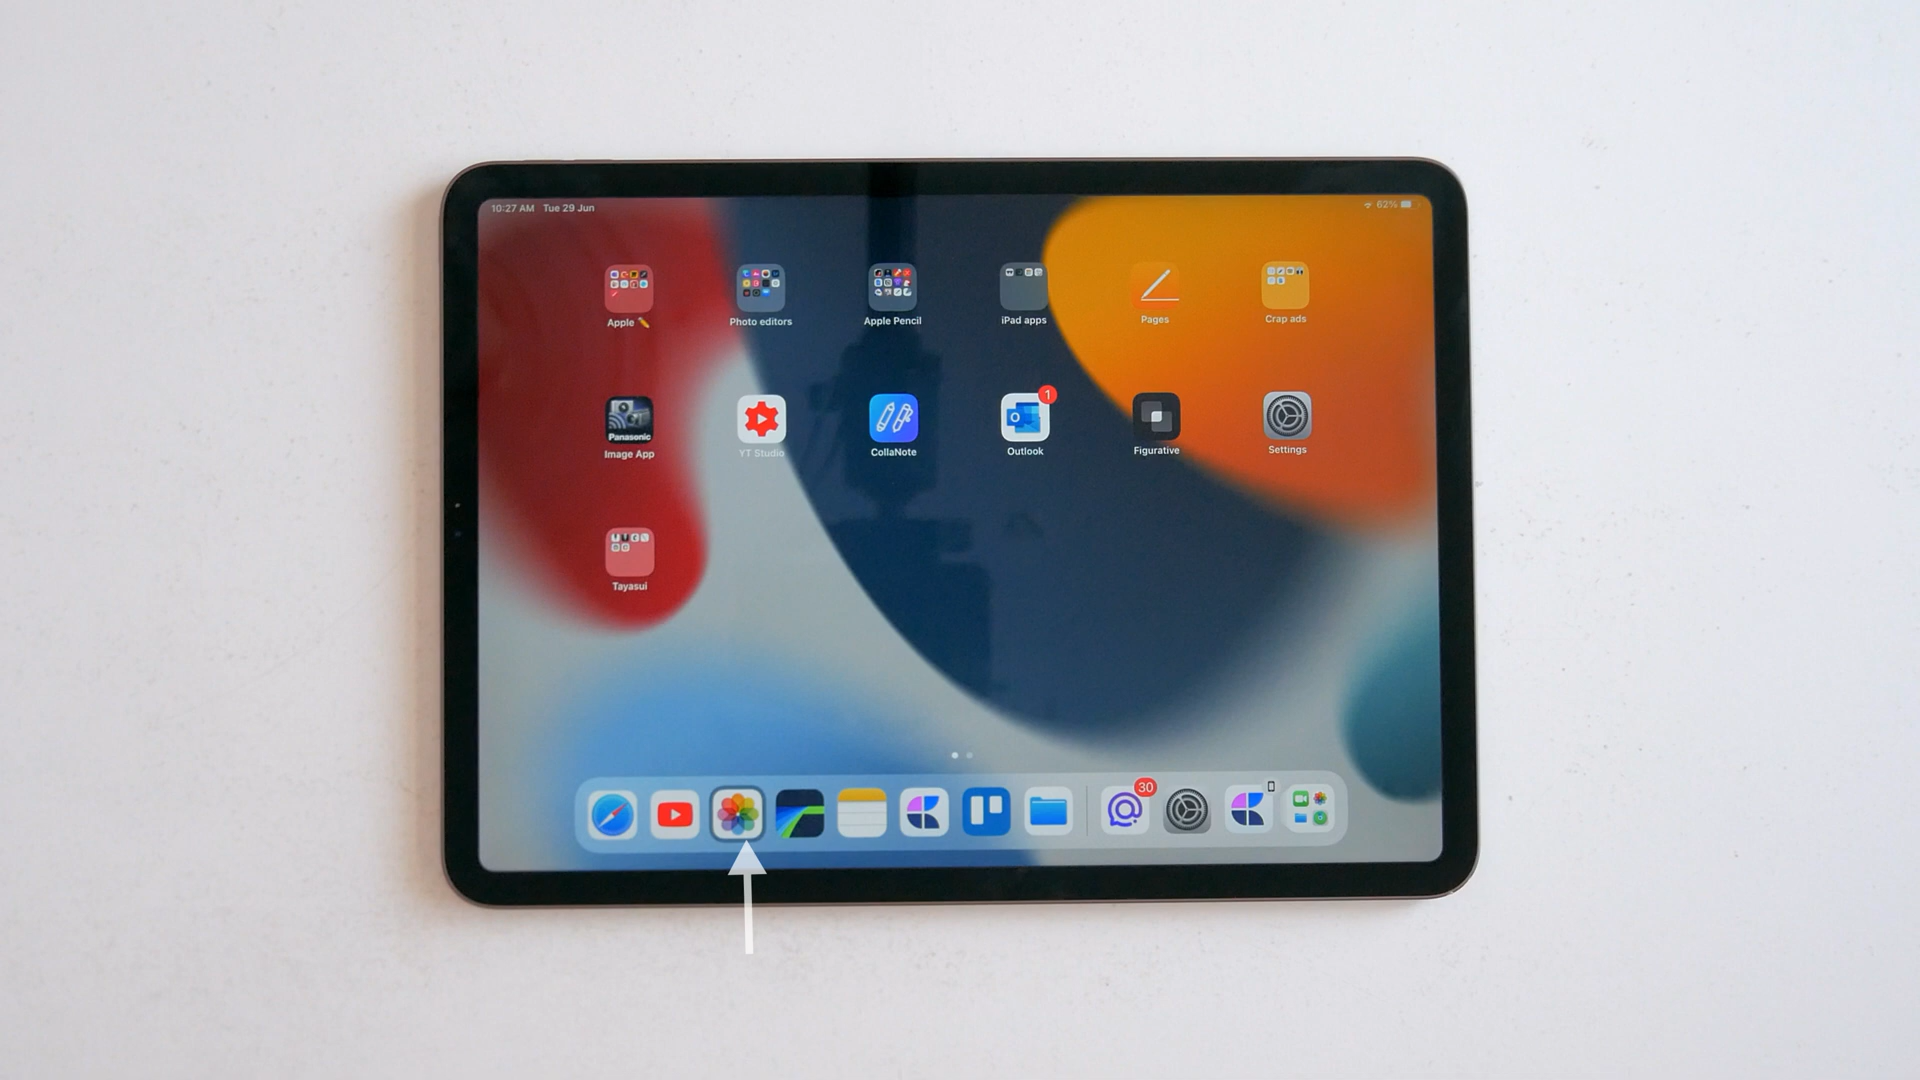 10:27 AM Tue 29 Jun
62%
Apple ✏️
Photo editors
Apple Pencil
iPad apps
Pages
Crap ads
Panasonic
Image App
YT Studio
CollaNote
1
Outlook
Figurative
Settings
Tayasui
30